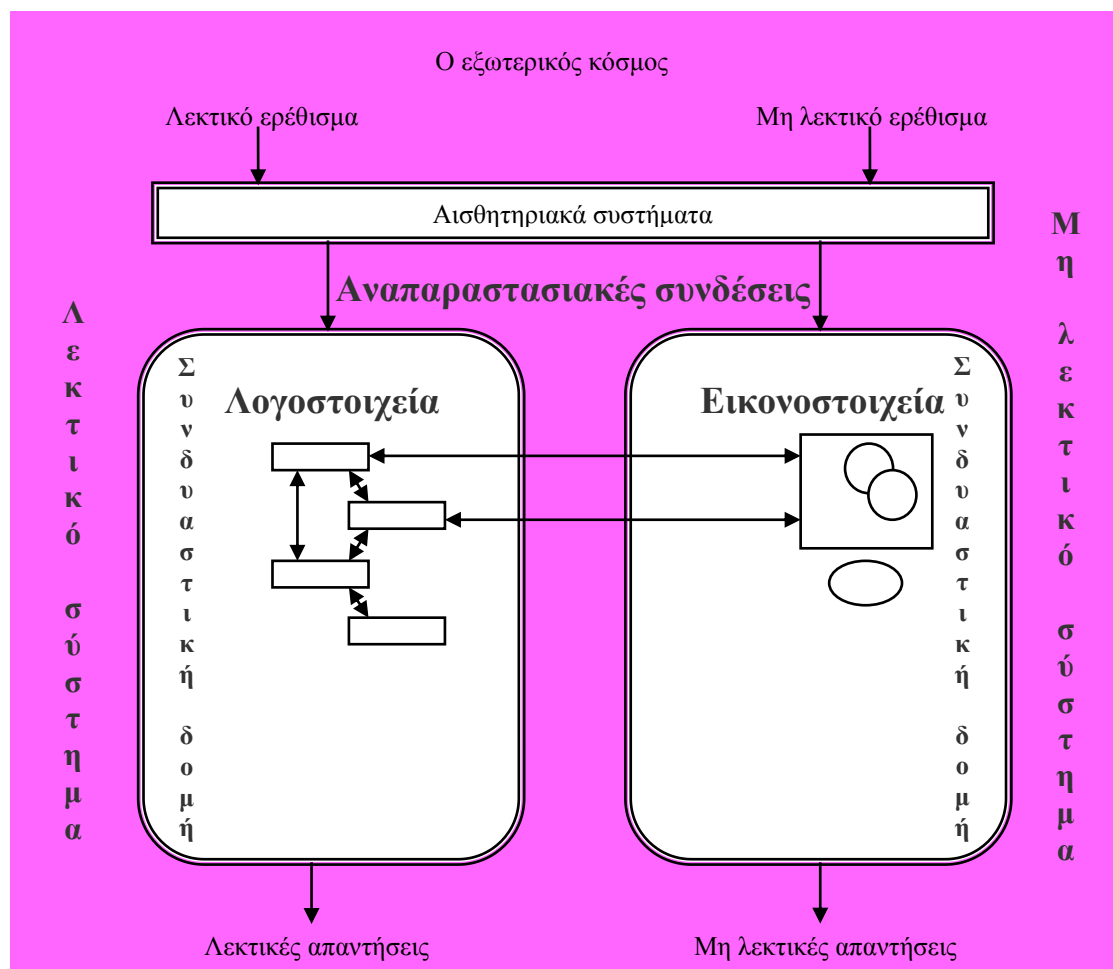 Ο εξωτερικός κόσμος
Λεκτικό ερέθισμα
Μη λεκτικό ερέθισμα
Αισθητηριακά συστήματα
Αναπαραστασιακές συνδέσεις
Λεκτικό σύστημα
Συνδυαστική δομή
Λογοστοιχεία
Εικονοστοιχεία
Συνδυαστική δομή
Μη λεκτικό σύστημα
Λεκτικές απαντήσεις
Μη λεκτικές απαντήσεις